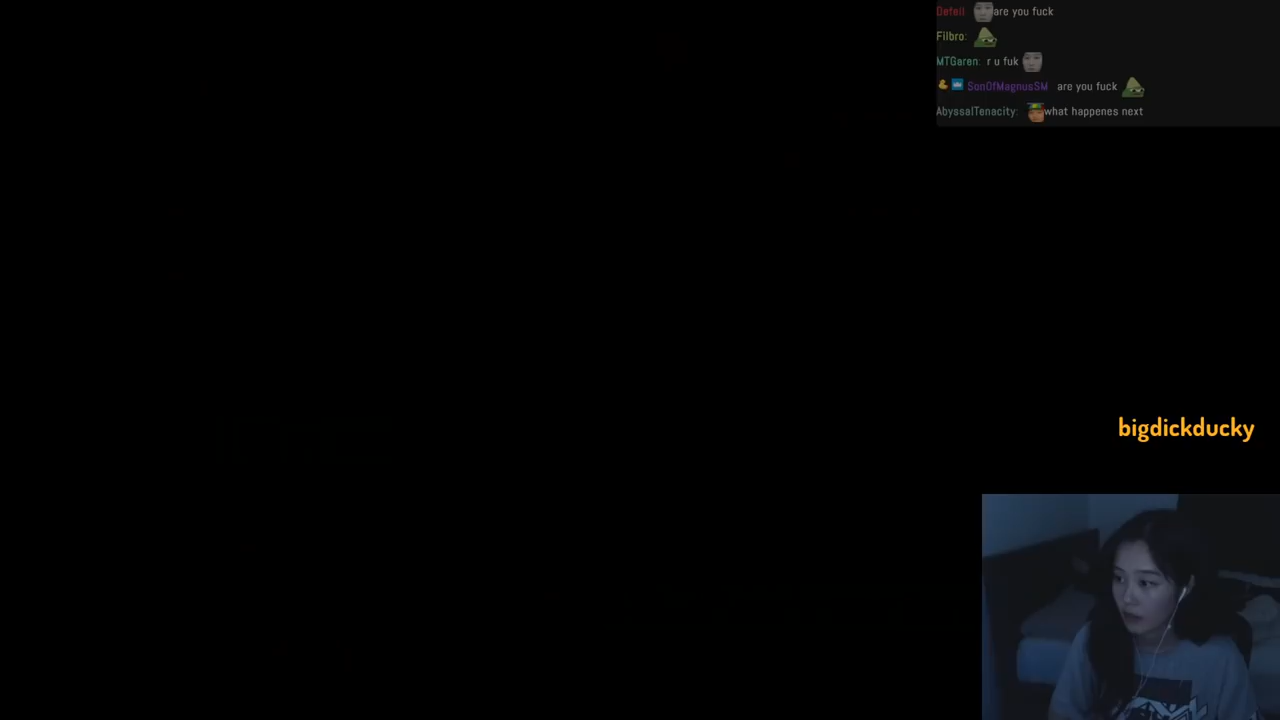 Defell are you fuck
Filbro:
MTGaren: r u fuk
SonOfMagnusSM are you fuck
AbyssalTenacity: what happenes next
bigdickducky